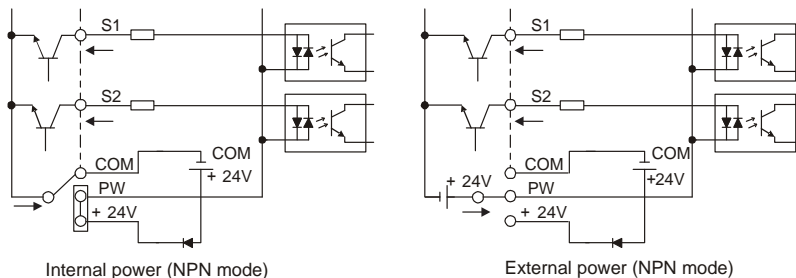 S1
S2
COM
COM
+ 24V
PW
+ 24V
Internal power (NPN mode)
S1
S2
COM
COM
+24V
+ 24V
PW
+ 24V
External power (NPN mode)